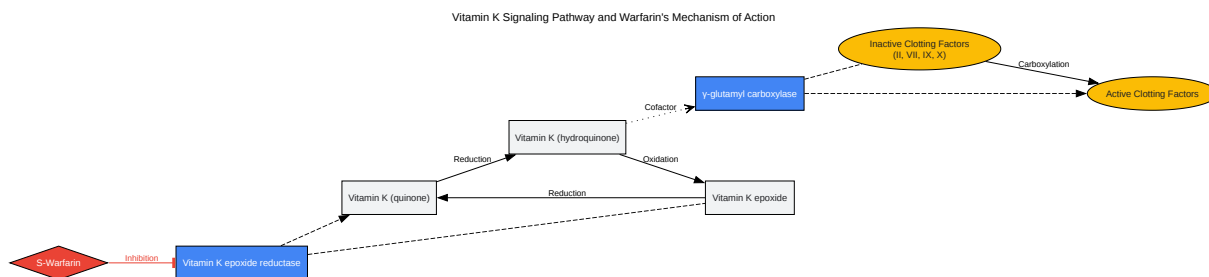 Vitamin K Signaling Pathway and Warfarin's Mechanism of Action
Inactive Clotting Factors
(II, VII, IX, X)
Carboxylation
γ-glutamyl carboxylase
Active Clotting Factors
Cofactor
Vitamin K (hydroquinone)
Reduction
Oxidation
Vitamin K (quinone)
Reduction
Vitamin K epoxide
S-Warfarin
Inhibition
Vitamin K epoxide reductase